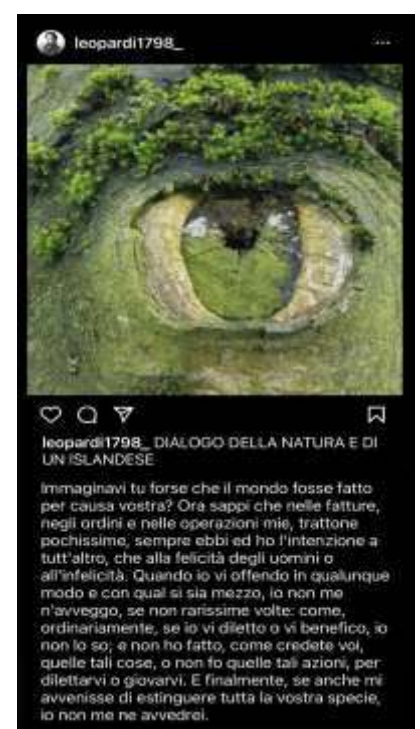 leopardi1798_
leopardi1798_ DIALOGO DELLA NATURA E DI
UN ISLANDESE
Immaginavi tu forse che il mondo fosse fatto
per causa vostra? Ora sappi che nelle fatture,
negli ordini e nelle operazioni mie, trattone
pochissime, sempre ebbi ed ho l'intenzione a
tutt'altro, che alla felicità degli uomini o
all'infelicità. Quando io vi offendo in qualunque
modo e con qual si sia mezzo, io non me
n'avveggo, se non rarissime volte: come,
ordinariamente, se io vi diletto o vi benefico, io
non lo so; e non ho fatto, come credete voi,
quelle tali cose, o non fo quelle tali azioni, per
dilettarvi o giovarvi. E finalmente, se anche mi
avvenisse di estinguere tutta la vostra specie,
io non me ne avvedrei.